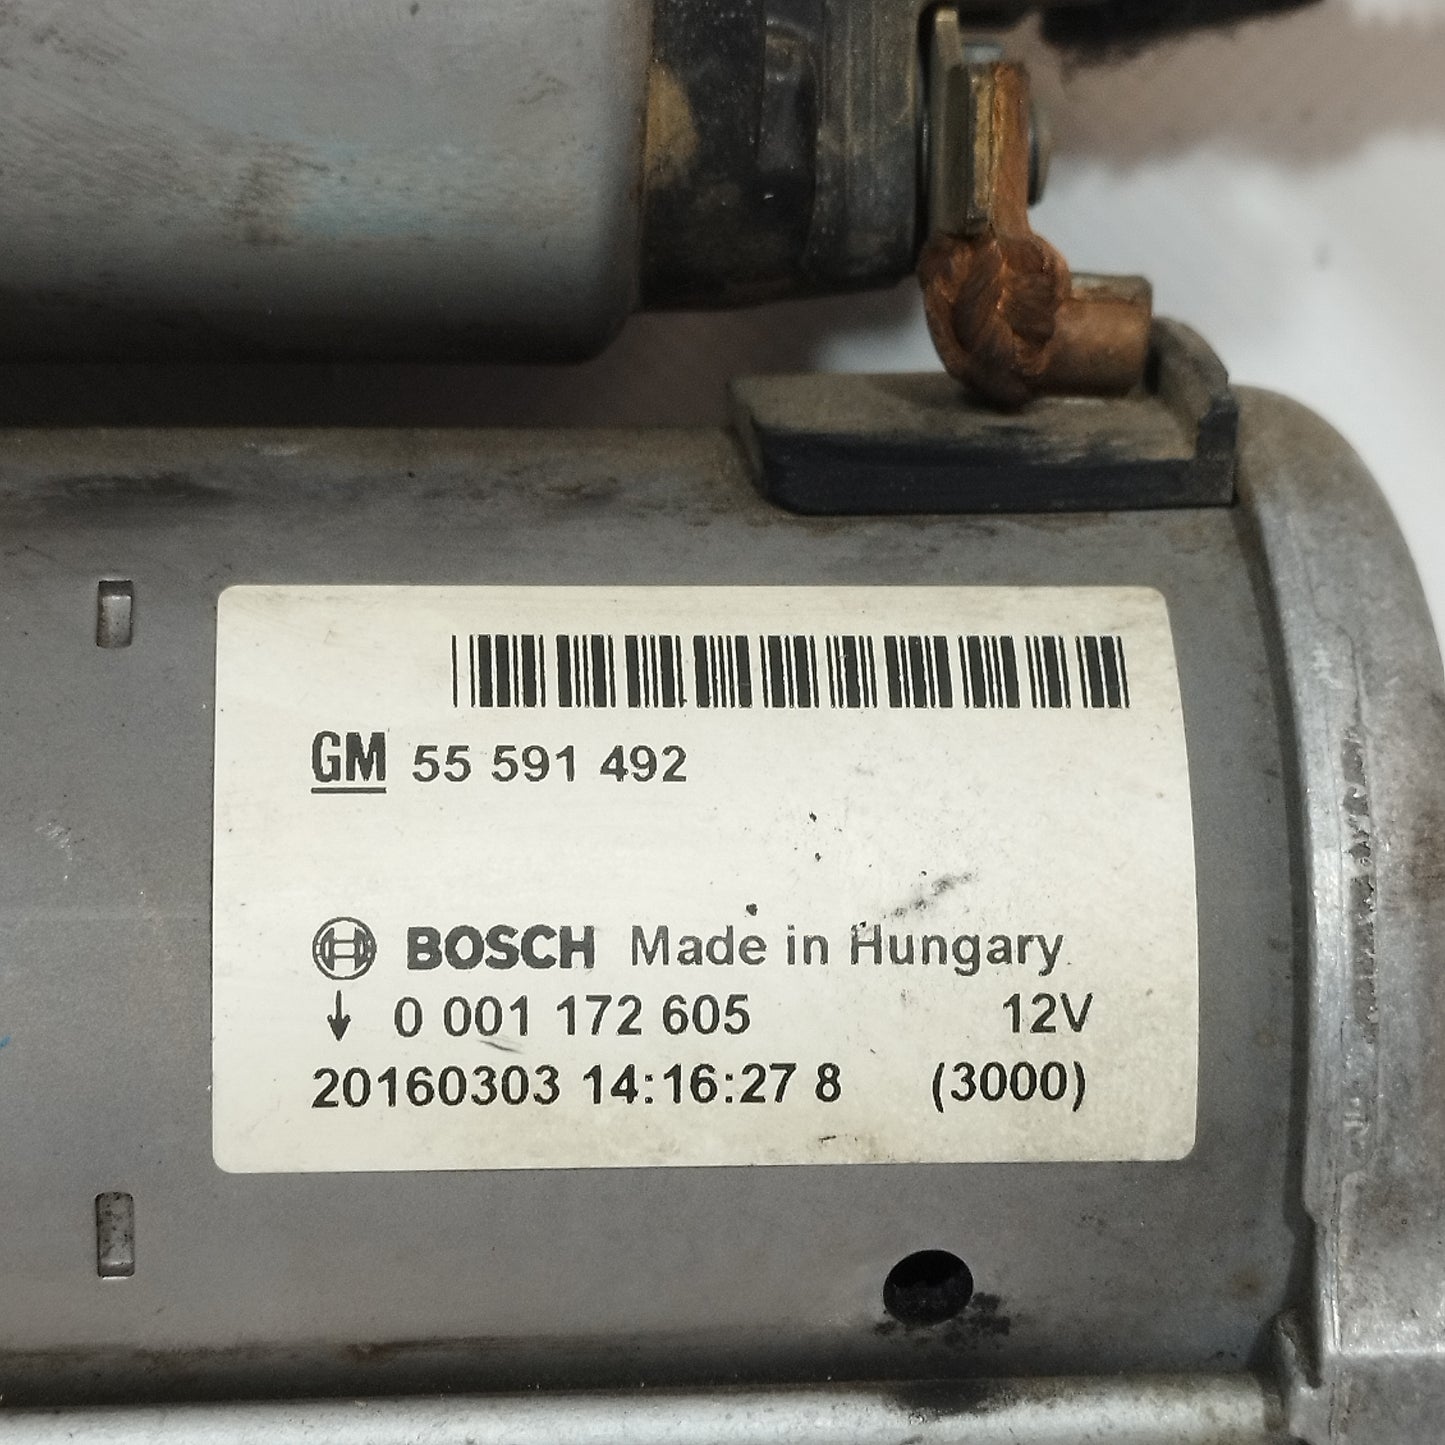 GM 55 591 492
BOSCH Made in Hungary
↓ 0 001 172 605 12V
20160303 14:16:27 8 (3000)